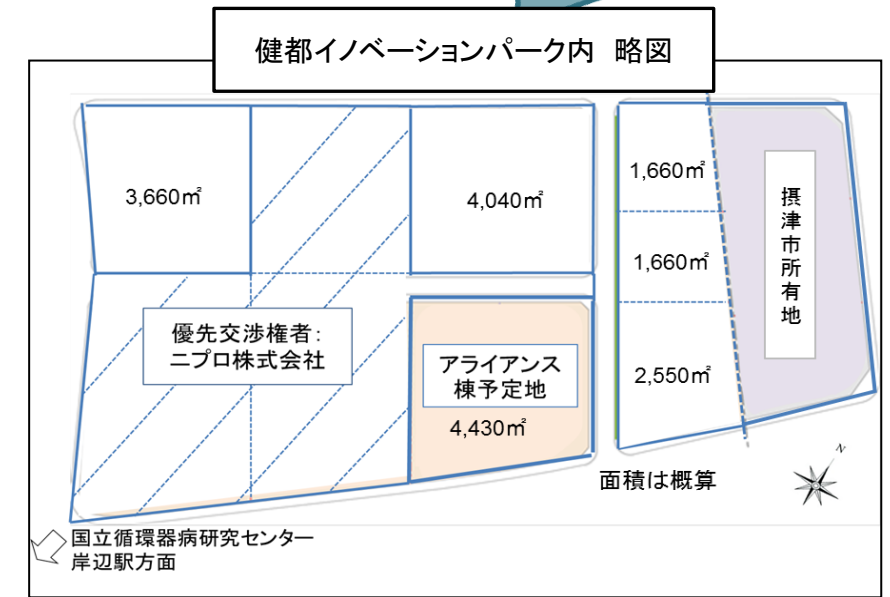 健都イノベーションパーク内 略図
3,660㎡
4,040㎡
1,660㎡
1,660㎡
2,550㎡
摂津市所有地
優先交渉権者:
ニプロ株式会社
アライアンス
棟予定地
4,430㎡
面積は概算
N
国立循環器病研究センター
岸辺駅方面